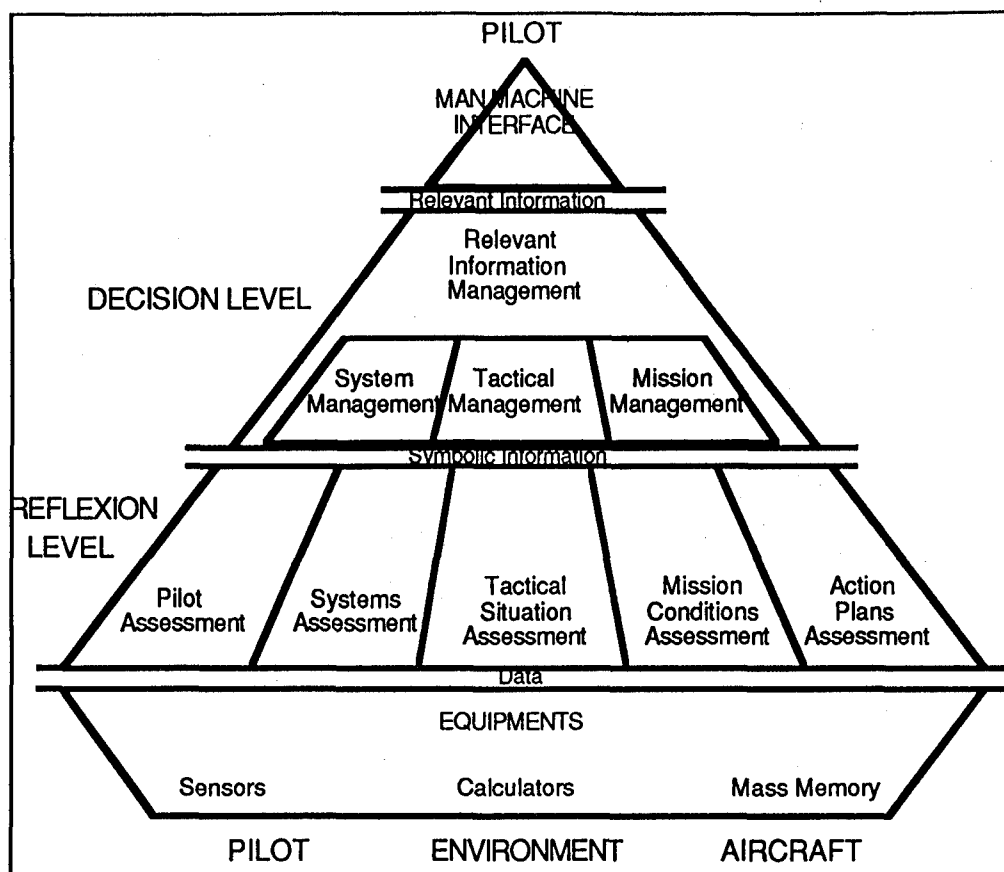 PILOT
MAN MACHINE
INTERFACE
Relevant Information
Relevant
Information
Management
DECISION LEVEL
System
Management
Tactical
Management
Mission
Management
Symbolic Information
REFLEXION
LEVEL
Pilot
Assessment
Systems
Assessment
Tactical
Situation
Assessment
Mission
Conditions
Assessment
Action
Plans
Assessment
Data
EQUIPMENTS
Sensors
Calculators
Mass Memory
PILOT
ENVIRONMENT
AIRCRAFT